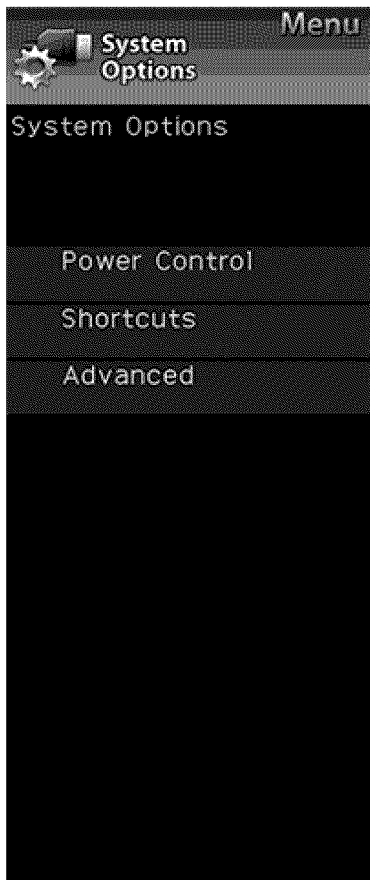 Menu
System
Options
System Options
Power Control
Shortcuts
Advanced